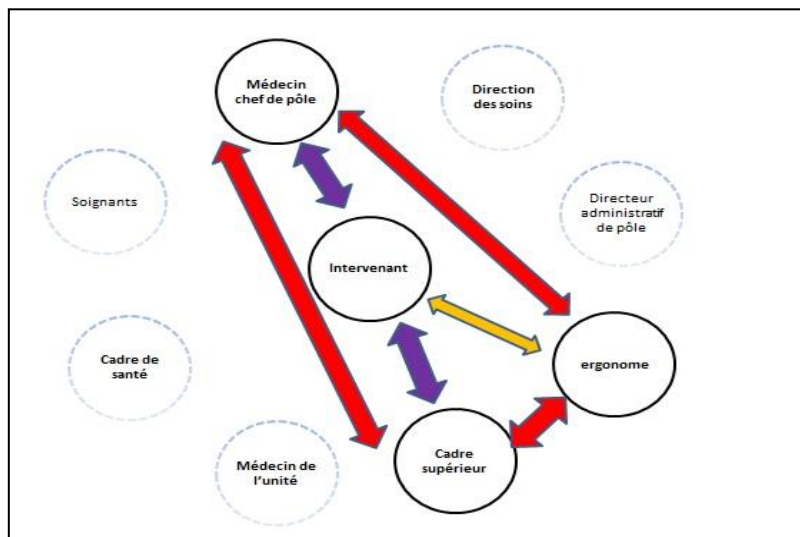 Médecin
chef de pôle
Direction
des soins
Soignants
Directeur
administratif
de pôle
Intervenant
Cadre de
santé
ergonome
Médecin de
l'unité
Cadre
supérieur